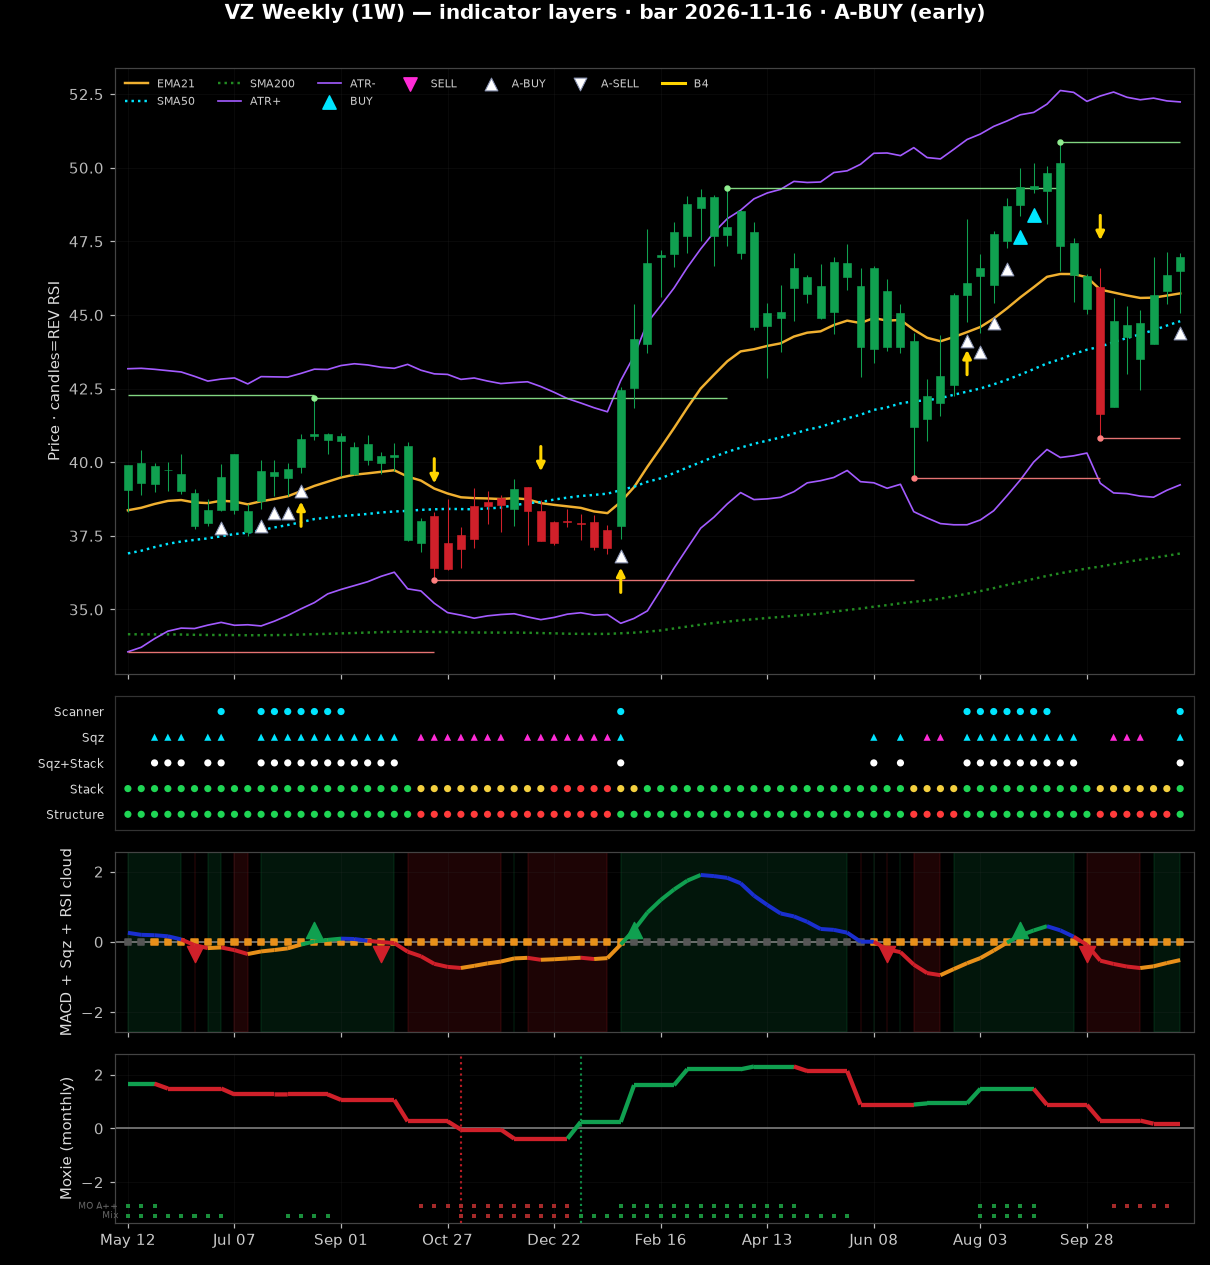 VZ Weekly (1W) — indicator layers · bar 2026-11-16 · A-BUY (early)
EMA21 SMA200 ATR- SELL A-BUY A-SELL B4
SMA50 ATR+ BUY
52.5
50.0
47.5
45.0
42.5
40.0
37.5
35.0
Price · candles=REV RSI
Scanner
Sqz
Sqz+Stack
Stack
Structure
2
0
−2
MACD + Sqz + RSI cloud
2
0
−2
Moxie (monthly)
MO A++
Mix
May 12 Jul 07 Sep 01 Oct 27 Dec 22 Feb 16 Apr 13 Jun 08 Aug 03 Sep 28